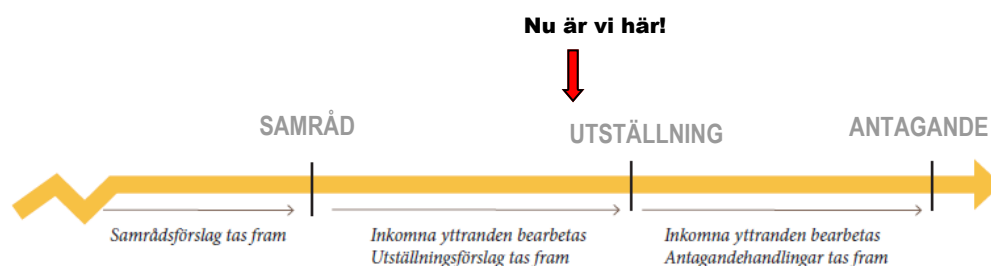 Nu är vi här!
SAMRÅD
UTSTÄLLNING
ANTAGANDE
Samrådsförslag tas fram
Inkomna yttranden bearbetas
Utställningsförslag tas fram
Inkomna yttranden bearbetas
Antagandehandlingar tas fram